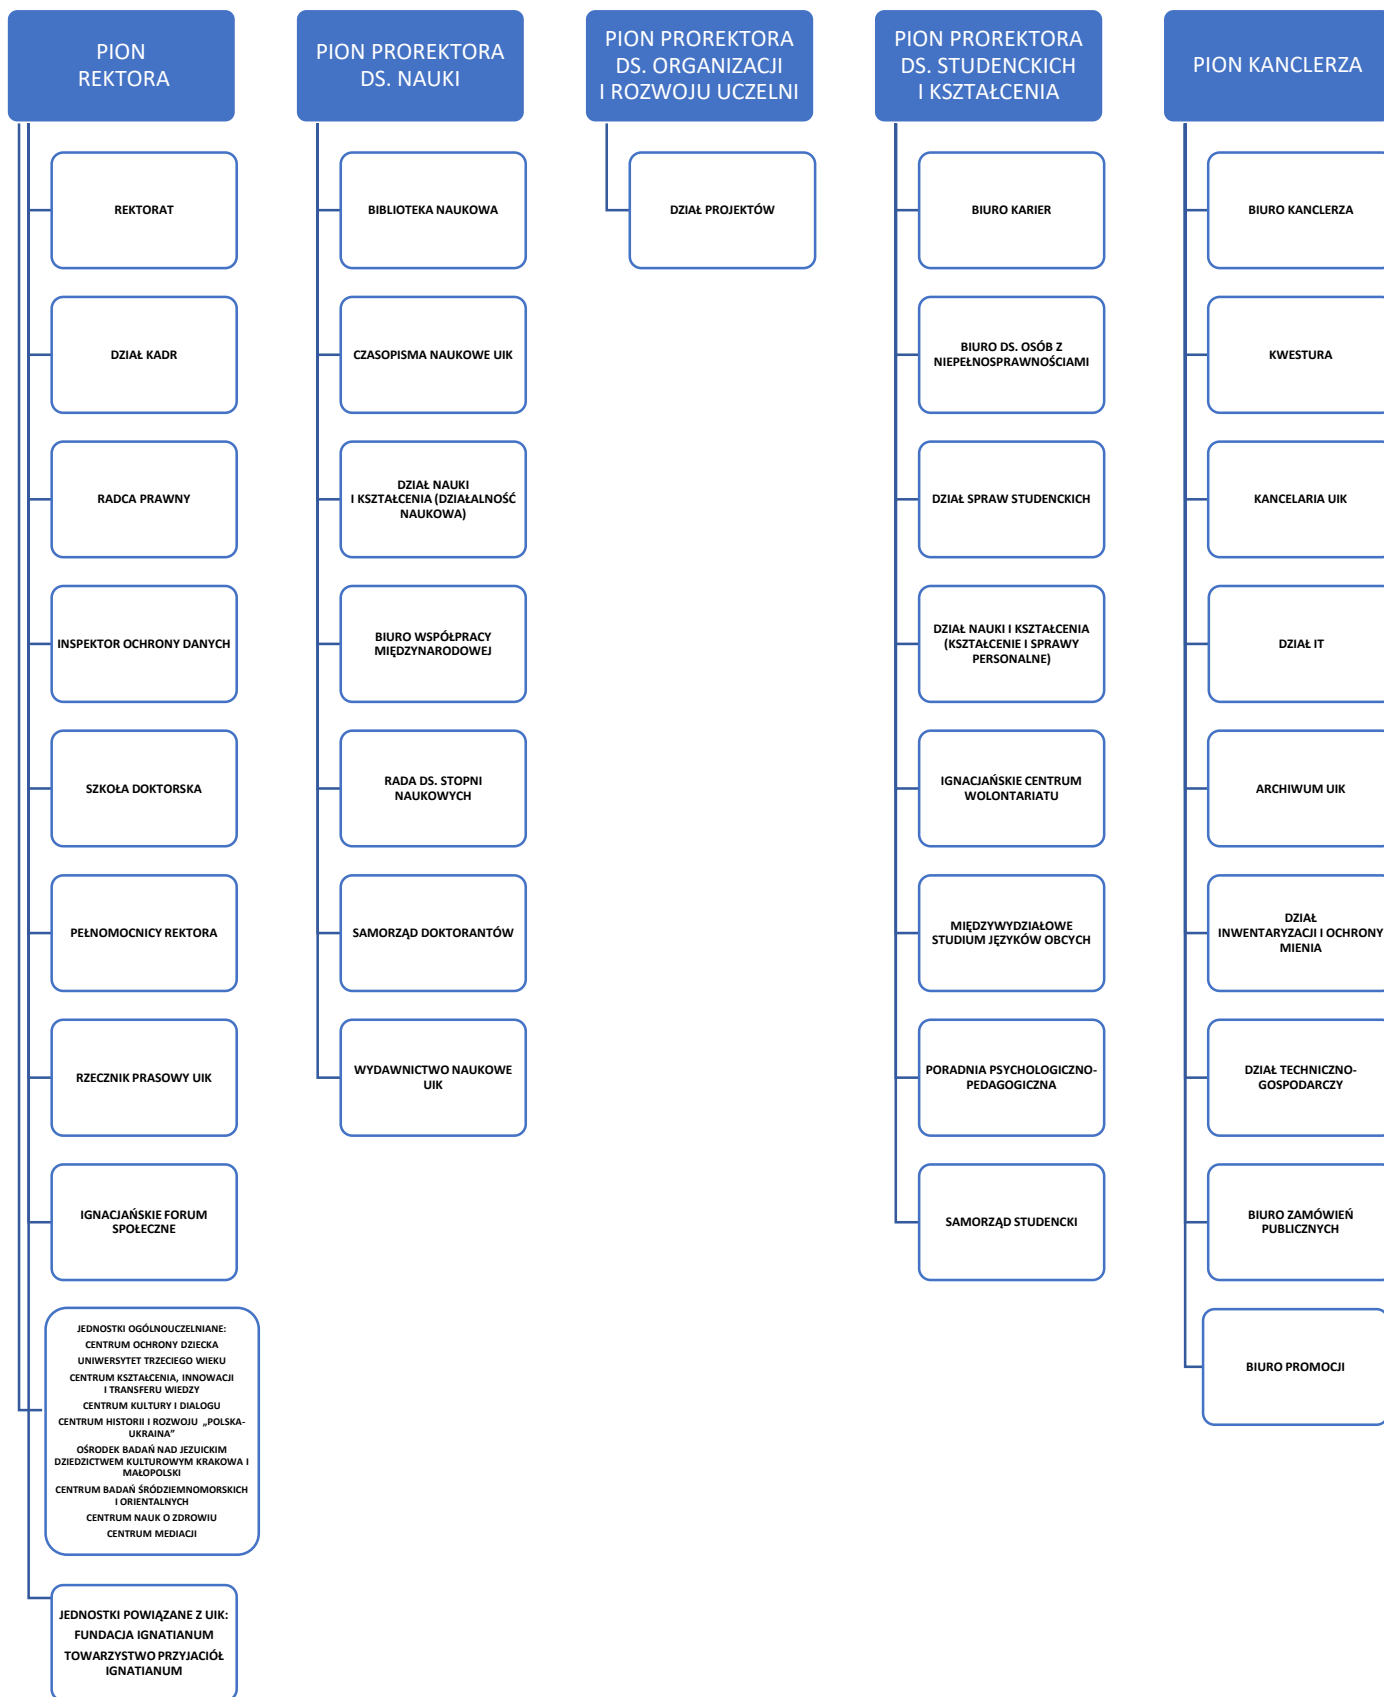 PION
REKTORA
REKTORAT
DZIAŁ KADR
RADCA PRAWNY
INSPEKTOR OCHRONY DANYCH
SZKOŁA DOKTORSKA
PEŁNOMOCNICY REKTORA
RZECZNIK PRASOWY UIK
IGNACJAŃSKIE FORUM
SPOŁECZNE
JEDNOSTKI OGÓLNOUCZELNIANE:
CENTRUM OCHRONY DZIECKA
UNIWERSYTET TRZECIEGO WIEKU
CENTRUM KSZTAŁCENIA, INNOWACJI
I TRANSFERU WIEDZY
CENTRUM KULTURY I DIALOGU
CENTRUM HISTORII I ROZWOJU „POLSKA-
UKRAINA”
OŚRODEK BADAŃ NAD JEZUICKIM
DZIEDZICTWEM KULTUROWYM KRAKOWA I
MAŁOPOLSKI
CENTRUM BADAŃ ŚRÓDZIEMNOMORSKICH
I ORIENTALNYCH
CENTRUM NAUK O ZDROWIU
CENTRUM MEDIACJI
JEDNOSTKI POWIĄZANE Z UIK:
FUNDACJA IGNATIANUM
TOWARZYSTWO PRZYJACIÓŁ
IGNATIANUM
PION PROREKTORA
DS. NAUKI
BIBLIOTEKA NAUKOWA
CZASOPISMA NAUKOWE UIK
DZIAŁ NAUKI
I KSZTAŁCENIA (DZIAŁALNOŚĆ
NAUKOWA)
BIURO WSPÓŁPRACY
MIĘDZYNARODOWEJ
RADA DS. STOPNI
NAUKOWYCH
SAMORZĄD DOKTORANTÓW
WYDAWNICTWO NAUKOWE
UIK
PION PROREKTORA
DS. ORGANIZACJI
I ROZWOJU UCZELNI
DZIAŁ PROJEKTÓW
PION PROREKTORA
DS. STUDENCKICH
I KSZTAŁCENIA
BIURO KARIER
BIURO DS. OSÓB Z
NIEPEŁNOSPRAWNOŚCIAMI
DZIAŁ SPRAW STUDENCKICH
DZIAŁ NAUKI I KSZTAŁCENIA
(KSZTAŁCENIE I SPRAWY
PERSONALNE)
IGNACJAŃSKIE CENTRUM
WOLONTARIATU
MIĘDZYWYDZIAŁOWE
STUDIUM JĘZYKÓW OBCYCH
PORADNIA PSYCHOLOGICZNO-
PEDAGOGICZNA
SAMORZĄD STUDENCKI
PION KANCLERZA
BIURO KANCLERZA
KWESTURA
KANCELARIA UIK
DZIAŁ IT
ARCHIWUM UIK
DZIAŁ
INWENTARYZACJI I OCHRONY
MIENIA
DZIAŁ TECHNICZNO-
GOSPODARCZY
BIURO ZAMÓWIEŃ
PUBLICZNYCH
BIURO PROMOCJI